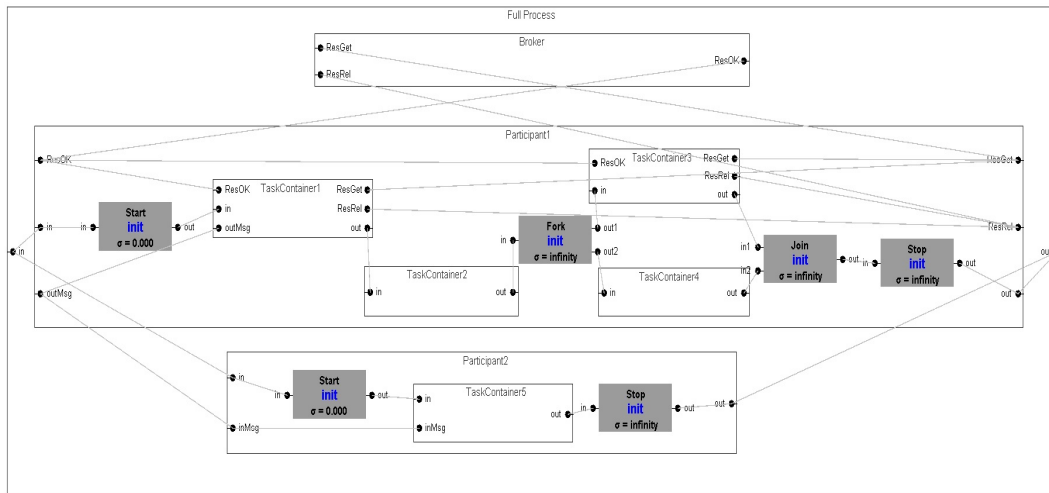 Full Process
Broker
ResGet
ResOK
ResRel
Participant1
ResOK
ResGet
TaskContainer3
ResOK
ResGet
ResRel
in
out
TaskContainer1
ResOK
ResGet
in
ResRel
outMsg
out
Start
init
σ = 0.000
in
in
out
in
Fork
init
σ = infinity
in
out1
out2
ResRel
Join
init
σ = infinity
in1
in2
out
Stop
init
σ = infinity
in
out
out
TaskContainer2
in
out
TaskContainer4
in
out
outMsg
out
Participant2
in
Start
init
σ = 0.000
in
out
TaskContainer5
in
out
inMsg
Stop
init
σ = infinity
in
out
out
inMsg